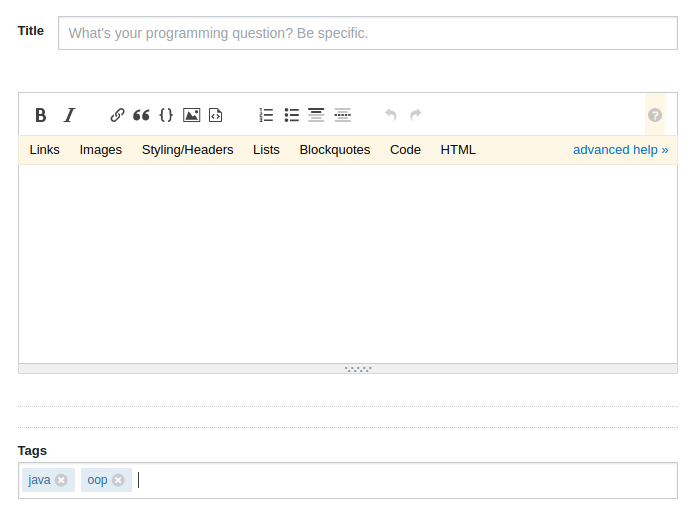 Title What's your programming question? Be specific.
B I
Links Images Styling/Headers Lists Blockquotes Code HTML advanced help »
Tags
java oop